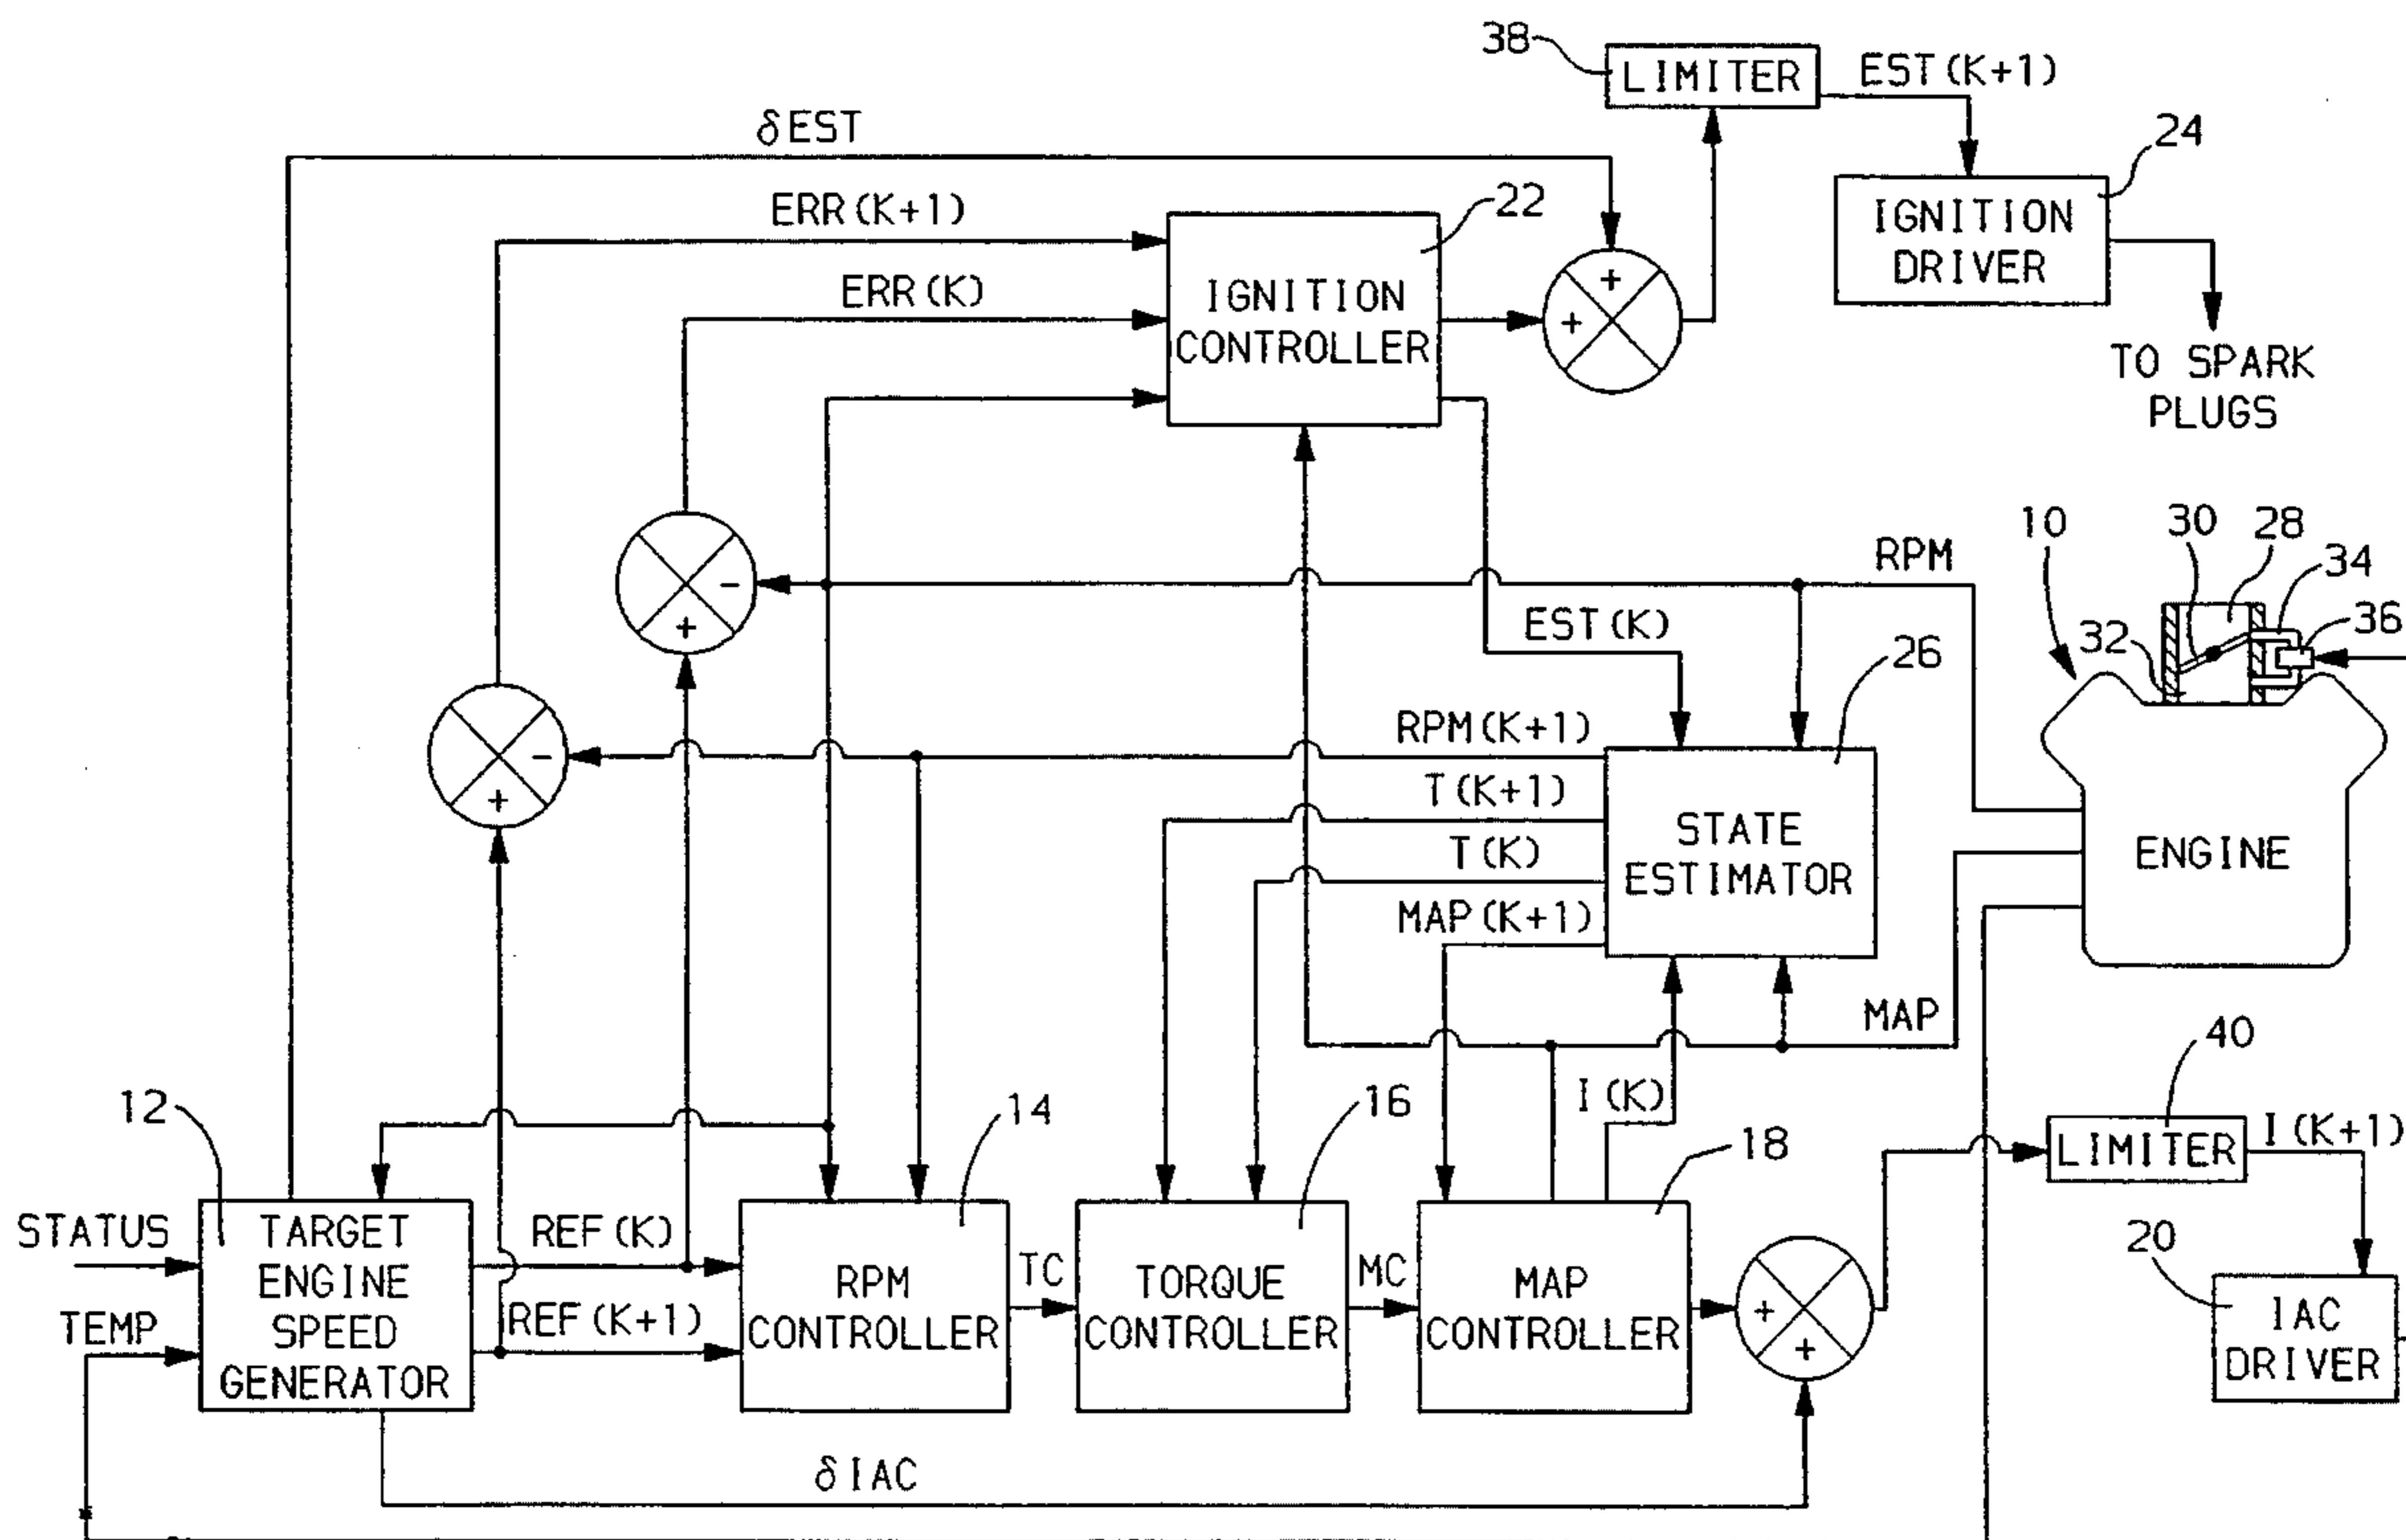 38
LIMITER
EST(K+1)
δEST
24
ERR(K+1)
22
IGNITION
DRIVER
ERR(K)
IGNITION
CONTROLLER
+
+
TO SPARK
PLUGS
10
30
28
RPM
34
-
+
EST(K)
32
36
26
RPM(K+1)
-
+
T(K+1)
STATE
ESTIMATOR
T(K)
ENGINE
MAP(K+1)
MAP
40
12
14
16
I(K)
18
LIMITER
I(K+1)
STATUS
TARGET
ENGINE
SPEED
GENERATOR
REF(K)
20
TEMP
REF(K+1)
RPM
CONTROLLER
TC
TORQUE
CONTROLLER
MC
MAP
CONTROLLER
+
+
IAC
DRIVER
δIAC